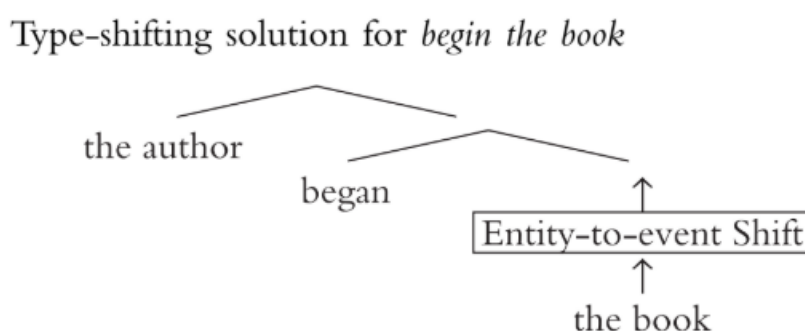 Type-shifting solution for begin the book
the author
began
Entity-to-event Shift
the book